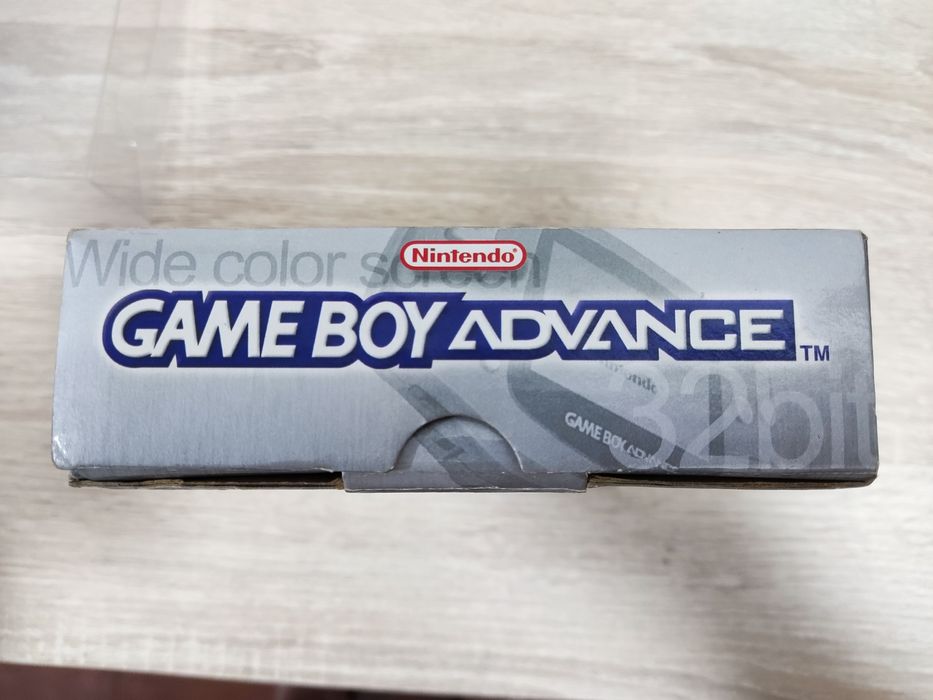 Wide color screen
Nintendo®
GAME BOY ADVANCE TM
Nintendo
GAME BOY ADVANCE
32bit